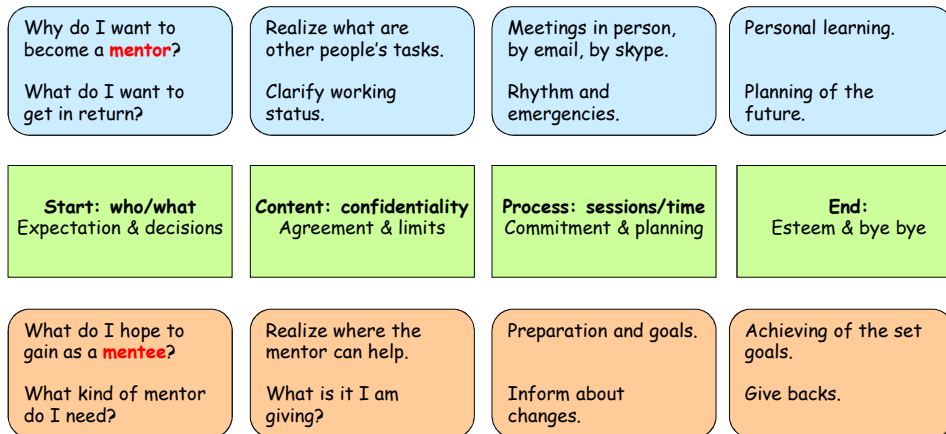 Why do I want to
become a mentor?
What do I want to
get in return?
Realize what are
other people's tasks.
Clarify working
status.
Meetings in person,
by email, by skype.
Rhythm and
emergencies.
Personal learning.
Planning of the
future.
Start: who/what
Expectation & decisions
Content: confidentiality
Agreement & limits
Process: sessions/time
Commitment & planning
End:
Esteem & bye bye
What do I hope to
gain as a mentee?
What kind of mentor
do I need?
Realize where the
mentor can help.
What is it I am
giving?
Preparation and goals.
Inform about
changes.
Achieving of the set
goals.
Give backs.